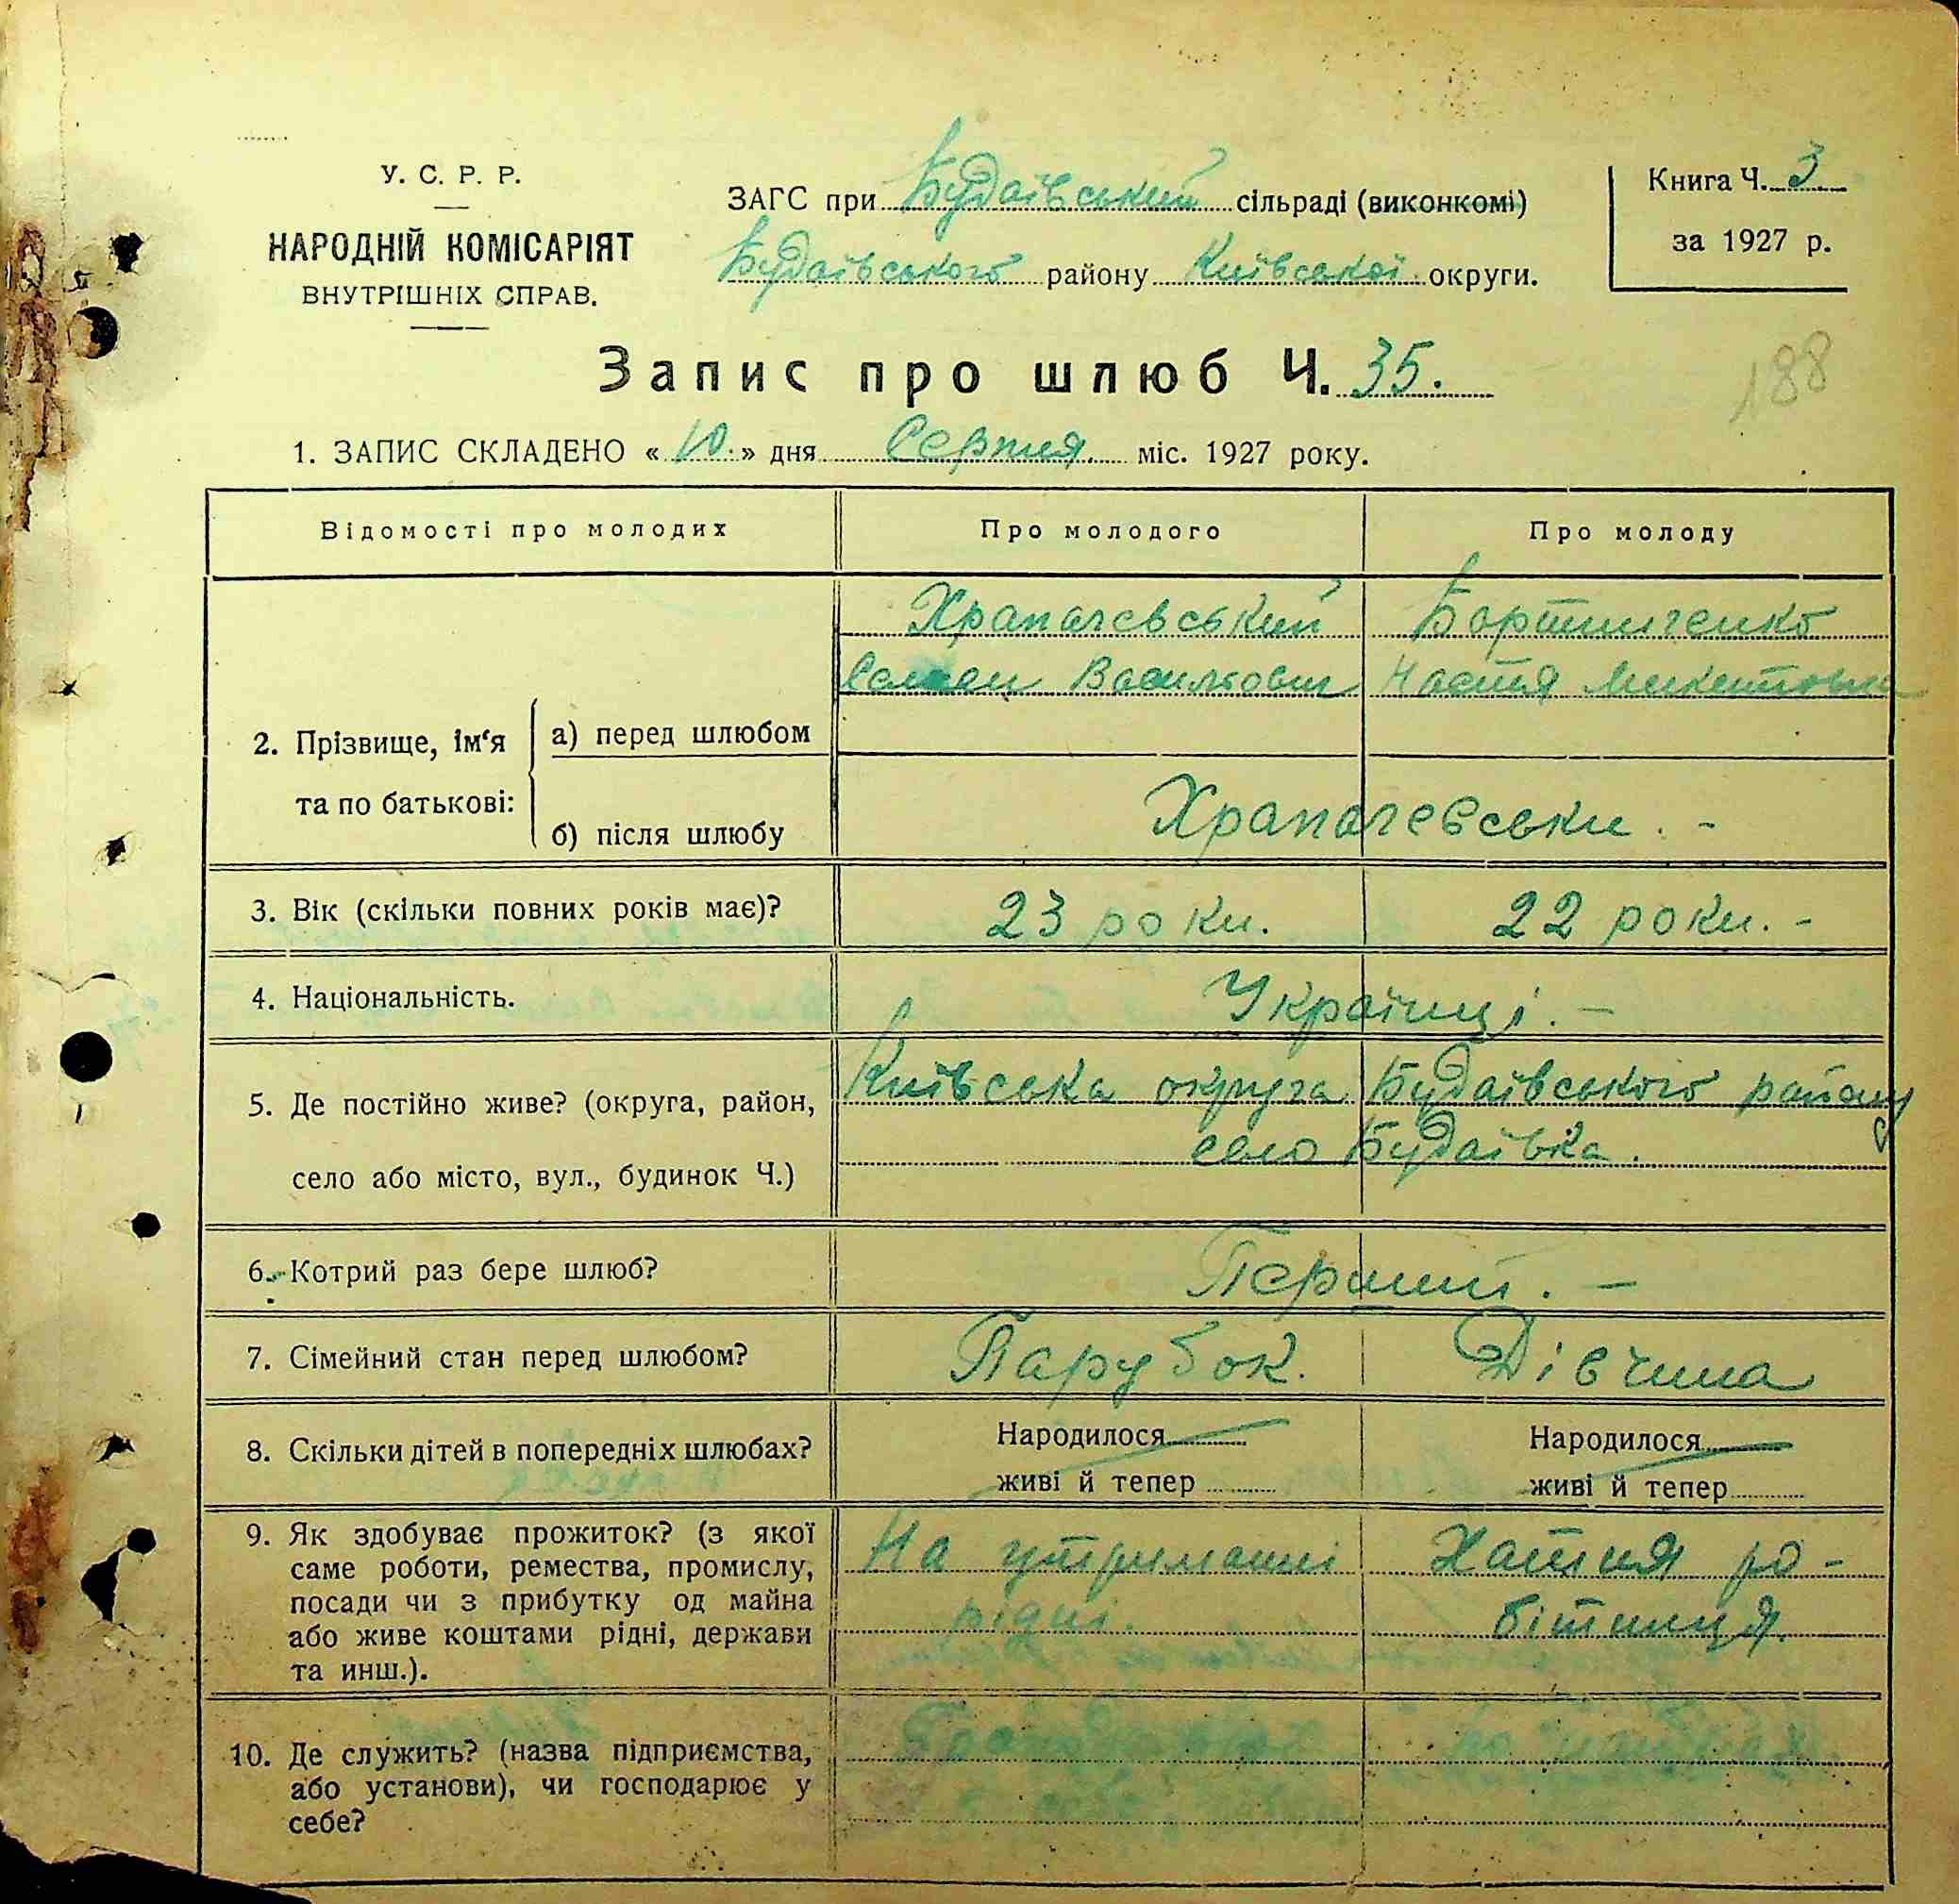 У. С. Р. Р.
НАРОДНІЙ КОМІСАРІЯТ
ВНУТРІШНІХ СПРАВ.
ЗАГС при Будаївський сільраді (виконкомі)
Будаївського району Київської округи.
Книга Ч. 3
за 1927 р.
Запис про шлюб Ч. 35.
188
1. ЗАПИС СКЛАДЕНО « 10. » дня Серпня. міс. 1927 року.
Відомості про молодих Про молодого Про молоду
Храпачевський Бортниченко
Василіович Настя Микитовна
2. Прізвище, ім‘я
та по батькові:
а) перед шлюбом
б) після шлюбу
Храпачевськи. -
3. Вік (скільки повних років має)? 23 роки. 22 роки. -
4. Національність. Українці. -
5. Де постійно живе? (округа, район,
село або місто, вул., будинок Ч.)
Київська округа Будаївського району
село Будаївка.
6. Котрий раз бере шлюб? Перший. -
7. Сімейний стан перед шлюбом? Парубок. Дівчина
8. Скільки дітей в попередніх шлюбах?
Народилося
живі й тепер
Народилося
живі й тепер
9. Як здобуває прожиток? (з якої
саме роботи, ремества, промислу,
посади чи з прибутку од майна
або живе коштами рідні, держави
та инш.).
На утриманні
рідні.
Хатня ро-
бітниця.
10. Де служить? (назва підприємства,
або установи), чи господарює у
себе?